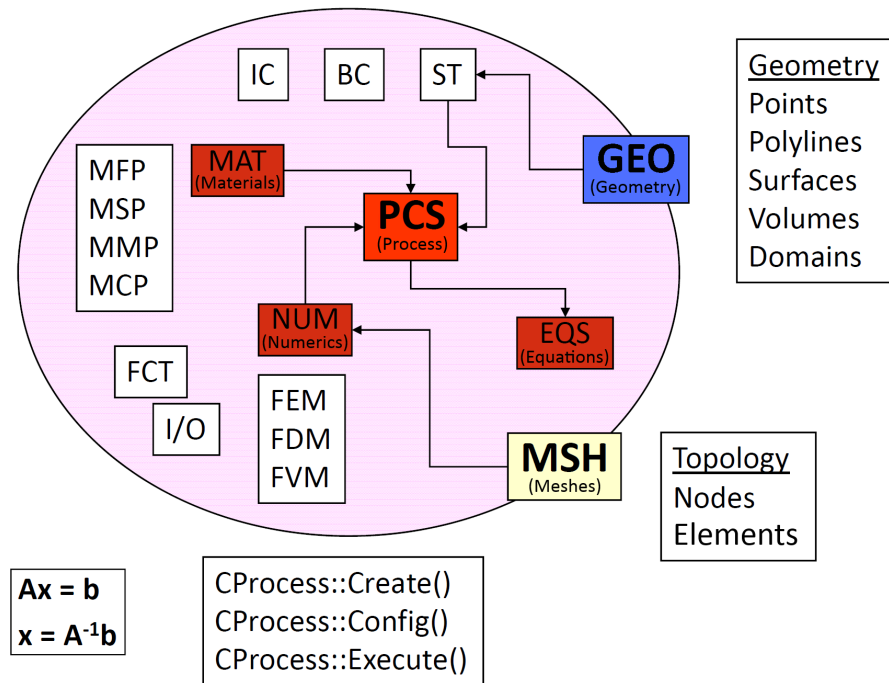 IC
BC
ST
Geometry
Points
Polylines
Surfaces
Volumes
Domains
MFP
MSP
MMP
MCP
MAT
(Materials)
GEO
(Geometry)
PCS
(Process)
NUM
(Numerics)
EQS
(Equations)
FCT
I/O
FEM
FDM
FVM
MSH
(Meshes)
Topology
Nodes
Elements
Ax = b
x = A⁻¹b
CProcess::Create()
CProcess::Config()
CProcess::Execute()